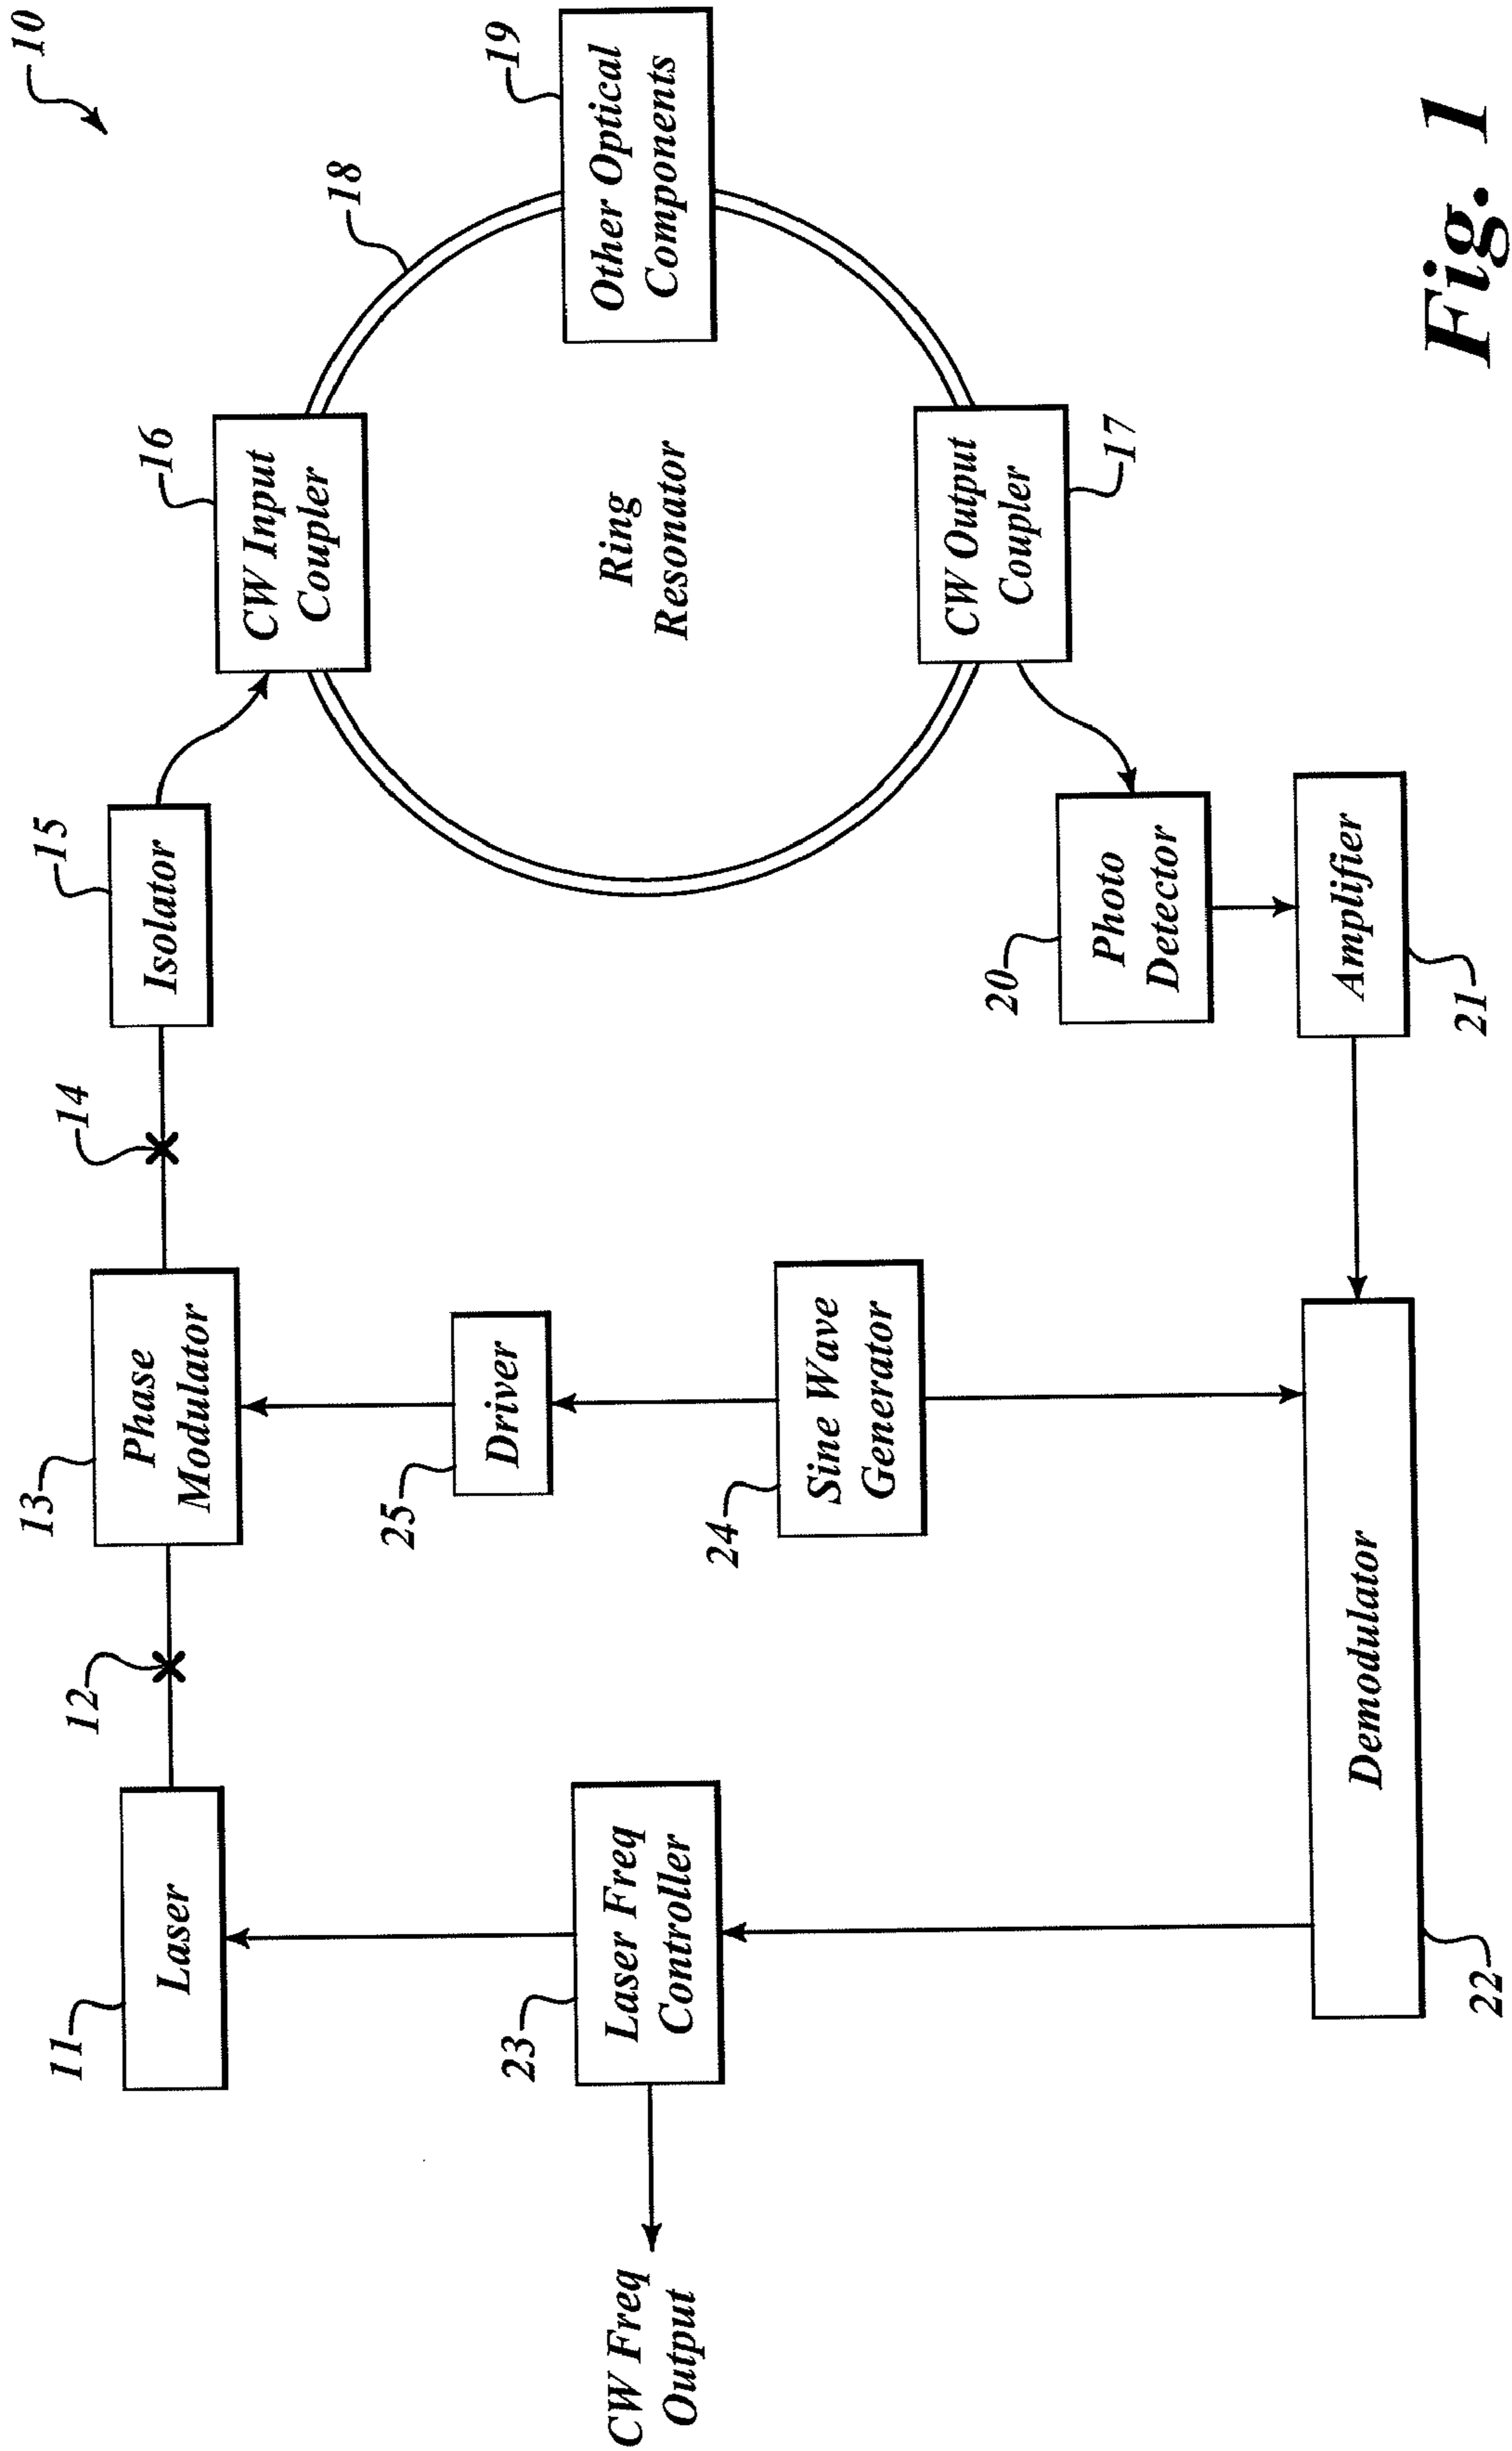 10
11
Laser
12
13
Phase
Modulator
14
15
Isolator
16
CW Input
Coupler
18
19
Other Optical
Components
Ring
Resonator
25
Driver
24
Sine Wave
Generator
23
Laser Freq
Controller
CW Freq
Output
CW Output
Coupler
17
20
Photo
Detector
Amplifier
21
Demodulator
22
Fig. 1